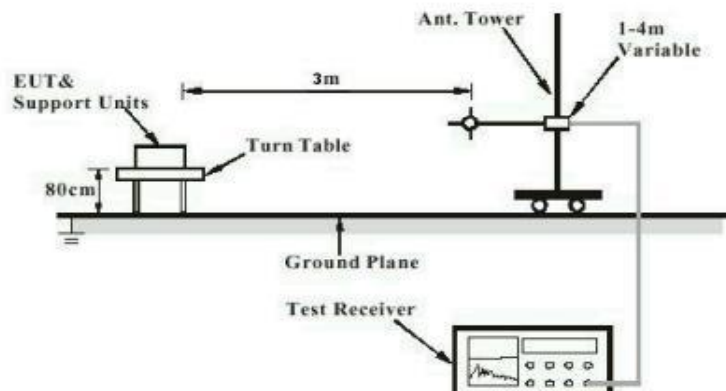 Ant. Tower
1-4m
Variable
EUT&
Support Units
3m
Turn Table
80cm
Ground Plane
Test Receiver